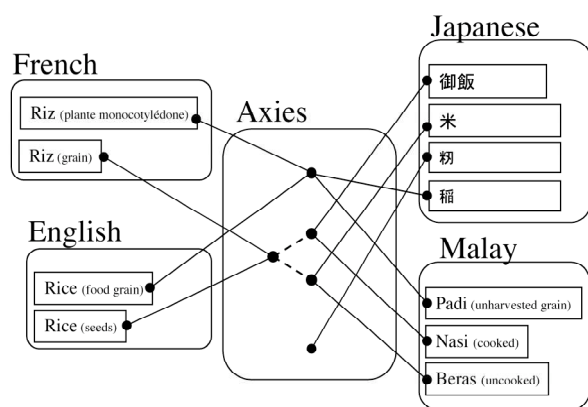 French
Riz (plante monocotylédone)
Riz (grain)
English
Rice (food grain)
Rice (seeds)
Axies
Japanese
御飯
米
籾
稲
Malay
Padi (unharvested grain)
Nasi (cooked)
Beras (uncooked)